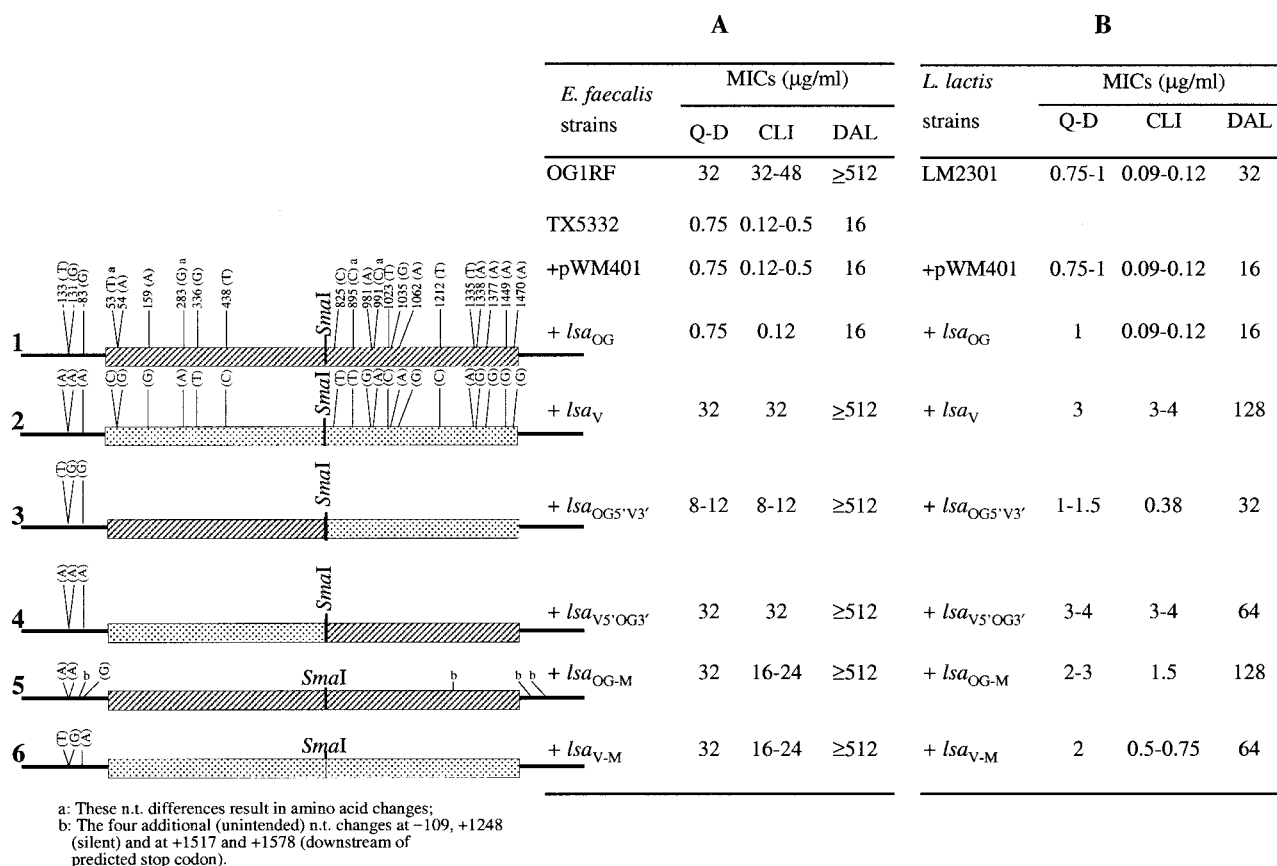 A
B
E. faecalis strains
MICs (μg/ml)
Q-D CLI DAL
L. lactis strains
MICs (μg/ml)
Q-D CLI DAL
OG1RF 32 32-48 ≥512
LM2301 0.75-1 0.09-0.12 32
TX5332 0.75 0.12-0.5 16
+pWM401 0.75 0.12-0.5 16
+pWM401 0.75-1 0.09-0.12 16
-133 (T)
-131 (G)
-83 (G)
53 (T) a
54 (A)
159 (A)
283 (G) a
336 (G)
438 (T)
SmaI
825 (C)
895 (C) a
981 (A)
991 (C) a
1023 (T)
1035 (G)
1062 (A)
1212 (T)
1335 (T)
1338 (A)
1377 (A)
1449 (A)
1470 (A)
1
+ lsaOG 0.75 0.12 16
+ lsaOG 1 0.09-0.12 16
(A) (A) (A) (C) (G) (G) (A) (T) (C)
SmaI
(T) (T) (G) (A) (C) (A) (G) (C) (A) (G) (G) (G) (G)
2
+ lsaV 32 32 ≥512
+ lsaV 3 3-4 128
(T) (G) (G)
SmaI
3
+ lsaOG5'V3' 8-12 8-12 ≥512
+ lsaOG5'V3' 1-1.5 0.38 32
(A) (A) (A)
SmaI
4
+ lsaV5'OG3' 32 32 ≥512
+ lsaV5'OG3' 3-4 3-4 64
(A) (A) b (G)
SmaI
b
b b
5
+ lsaOG-M 32 16-24 ≥512
+ lsaOG-M 2-3 1.5 128
(T) (G) (A)
SmaI
6
+ lsaV-M 32 16-24 ≥512
+ lsaV-M 2 0.5-0.75 64
a: These n.t. differences result in amino acid changes;
b: The four additional (unintended) n.t. changes at −109, +1248
(silent) and at +1517 and +1578 (downstream of
predicted stop codon).